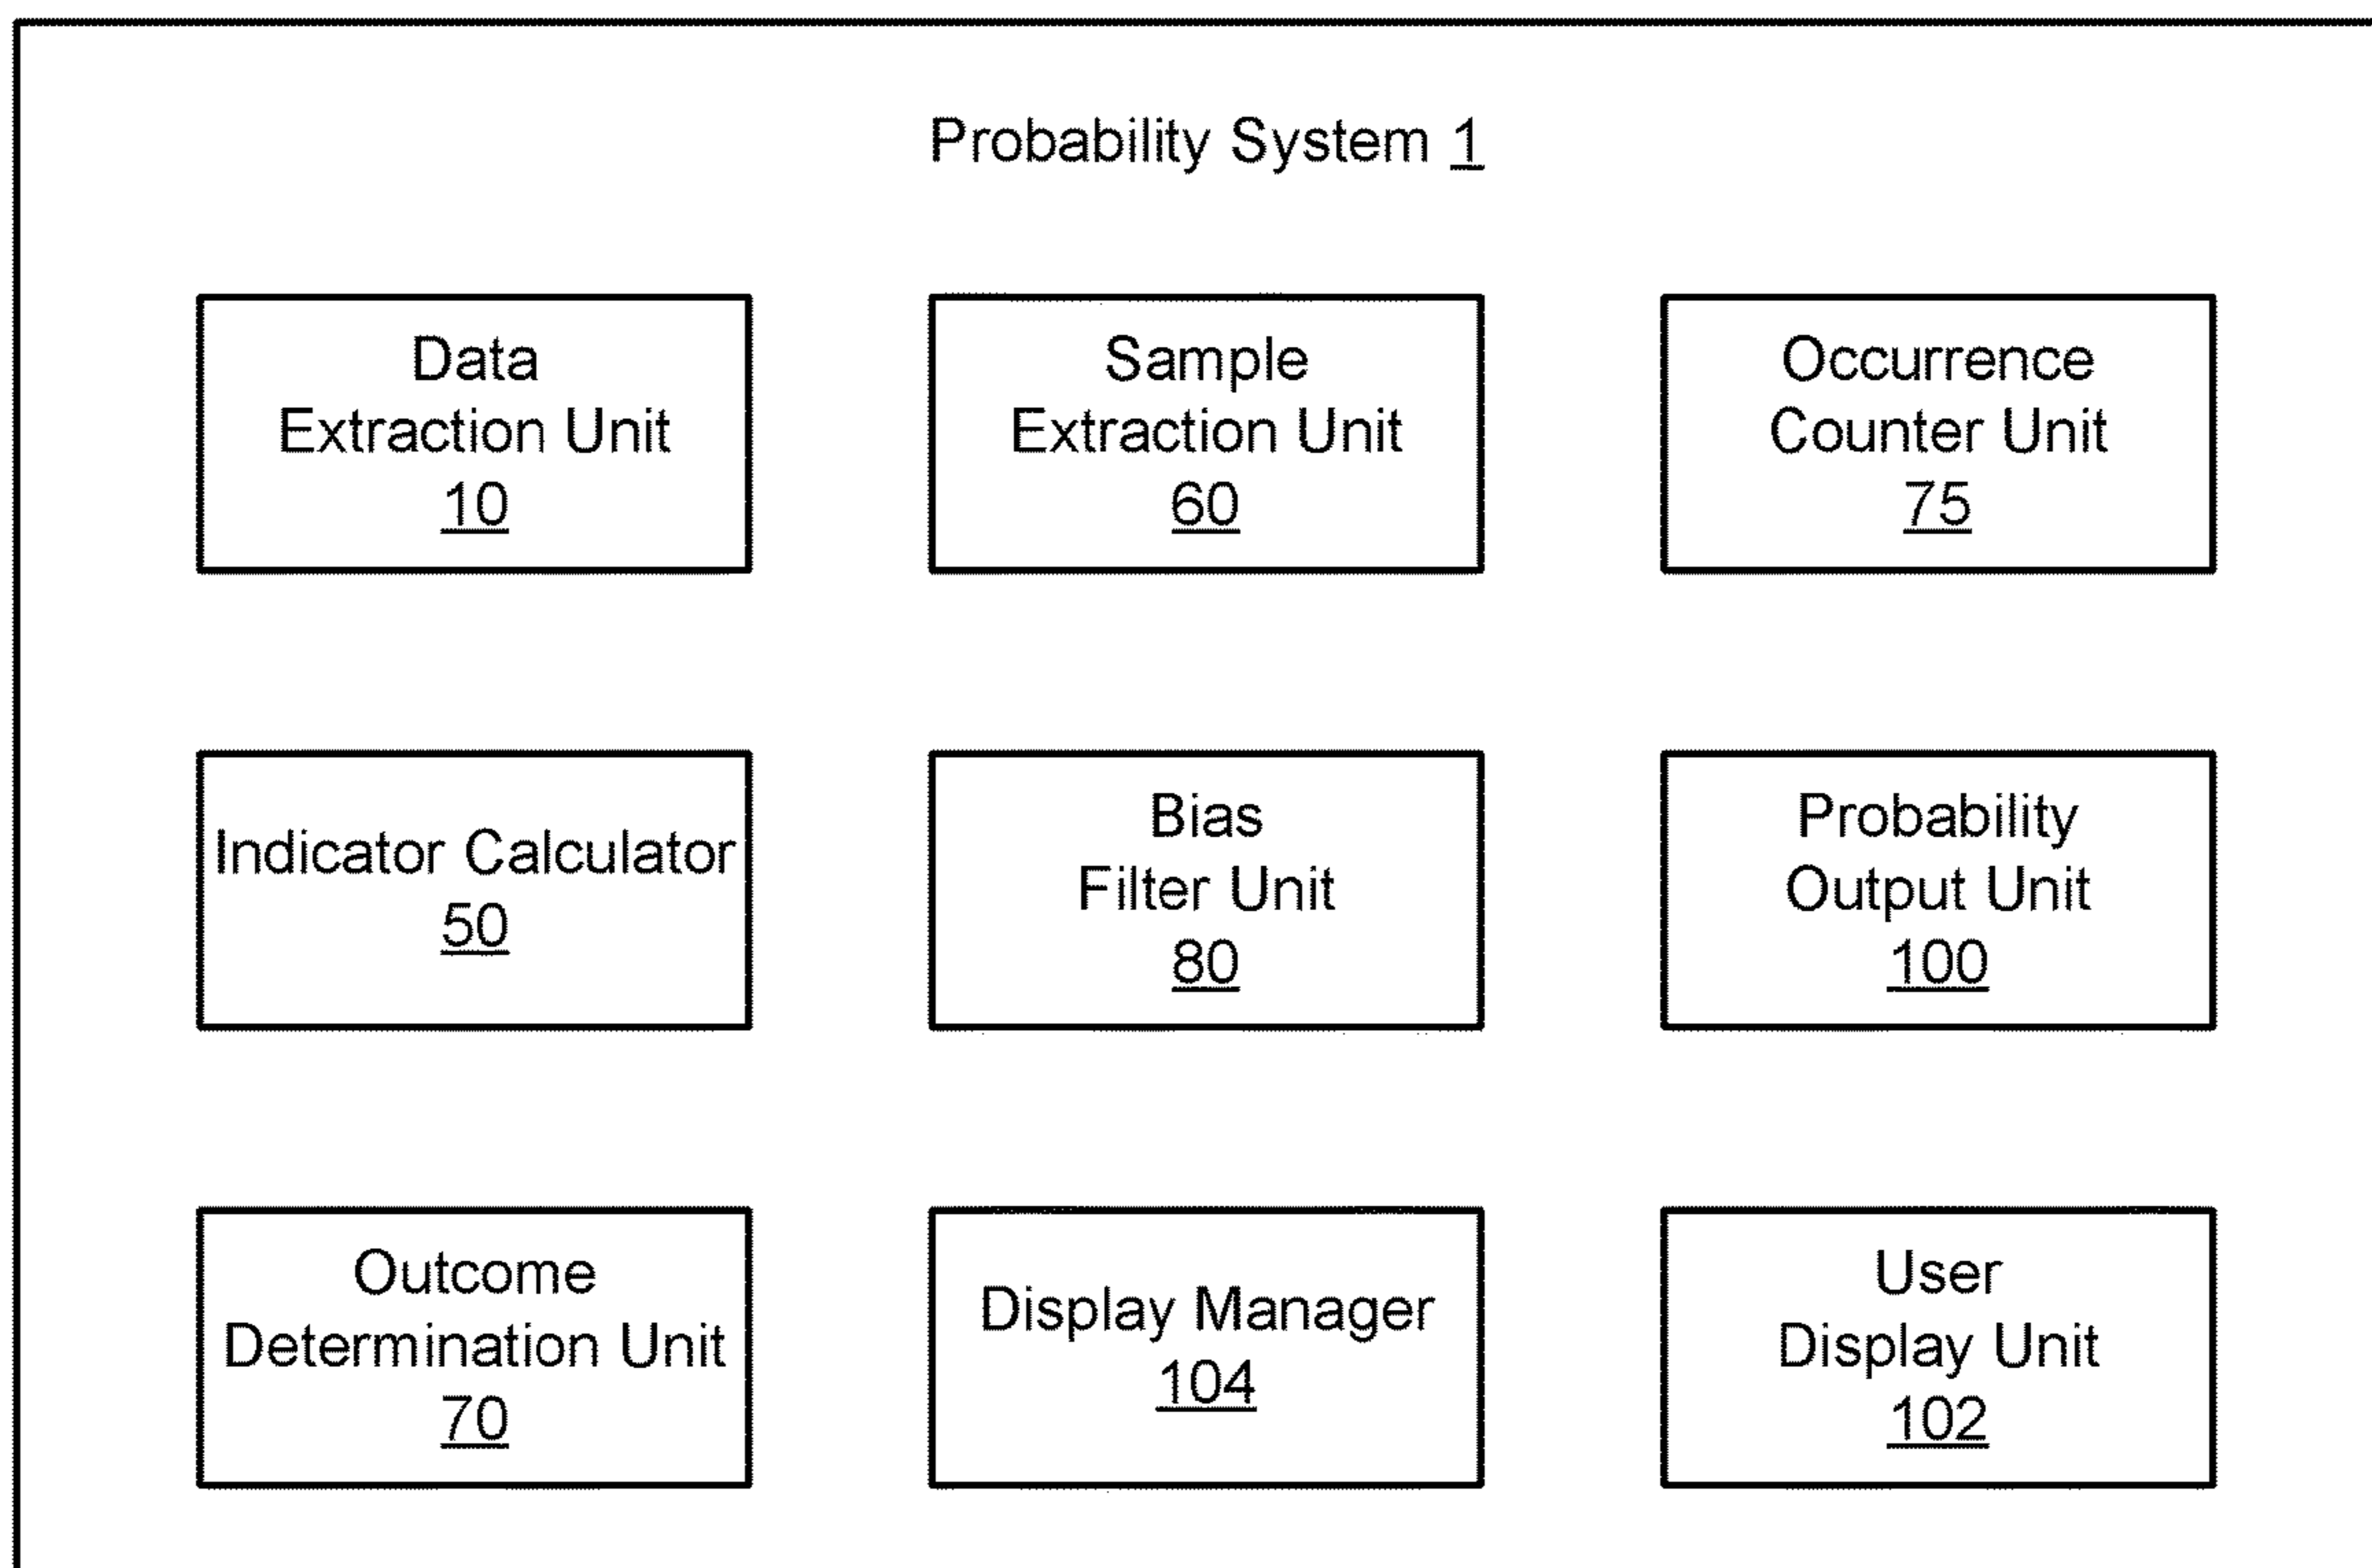 Probability System 1
Data
Extraction Unit
10
Sample
Extraction Unit
60
Occurrence
Counter Unit
75
Indicator Calculator
50
Bias
Filter Unit
80
Probability
Output Unit
100
Outcome
Determination Unit
70
Display Manager
104
User
Display Unit
102